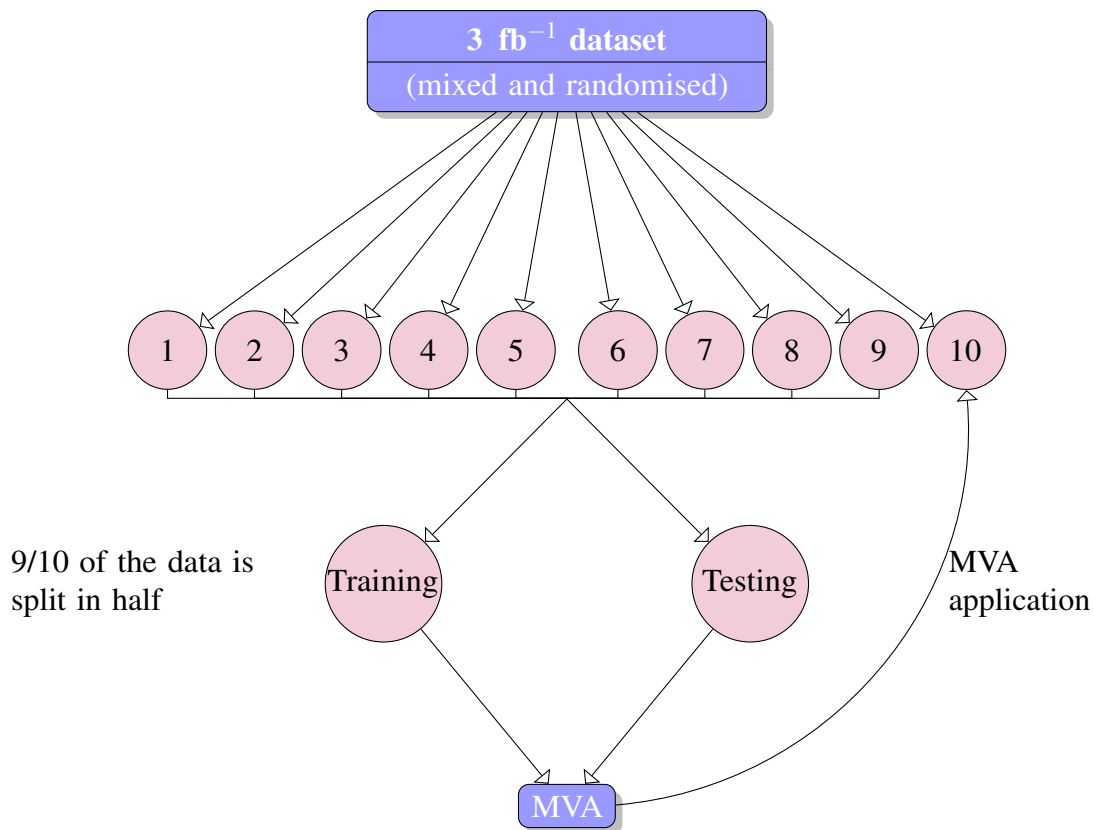 3 fb⁻¹ dataset
(mixed and randomised)
1 2 3 4 5 6 7 8 9 10
9/10 of the data is
split in half
Training
Testing
MVA
application
MVA